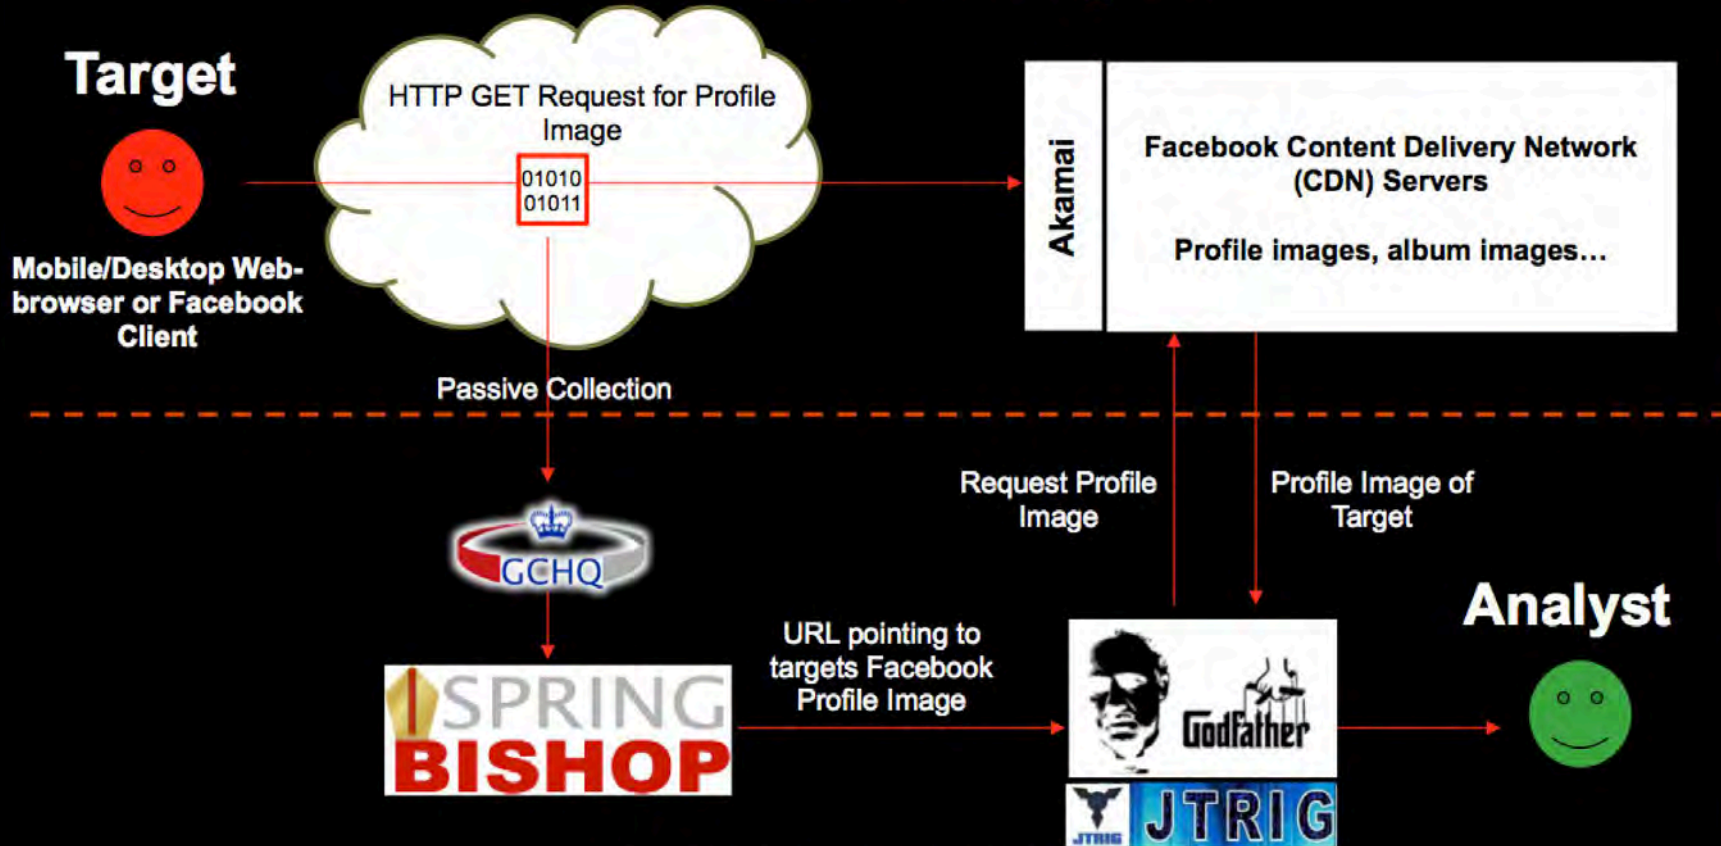 Target
HTTP GET Request for Profile
Image
01010
01011
Mobile/Desktop Web-
browser or Facebook
Client
Akamai
Facebook Content Delivery Network
(CDN) Servers
Profile images, album images...
Passive Collection
GCHQ
Request Profile
Image
Profile Image of
Target
SPRING
BISHOP
URL pointing to
targets Facebook
Profile Image
Godfather
JTRIG
JTRIG
Analyst